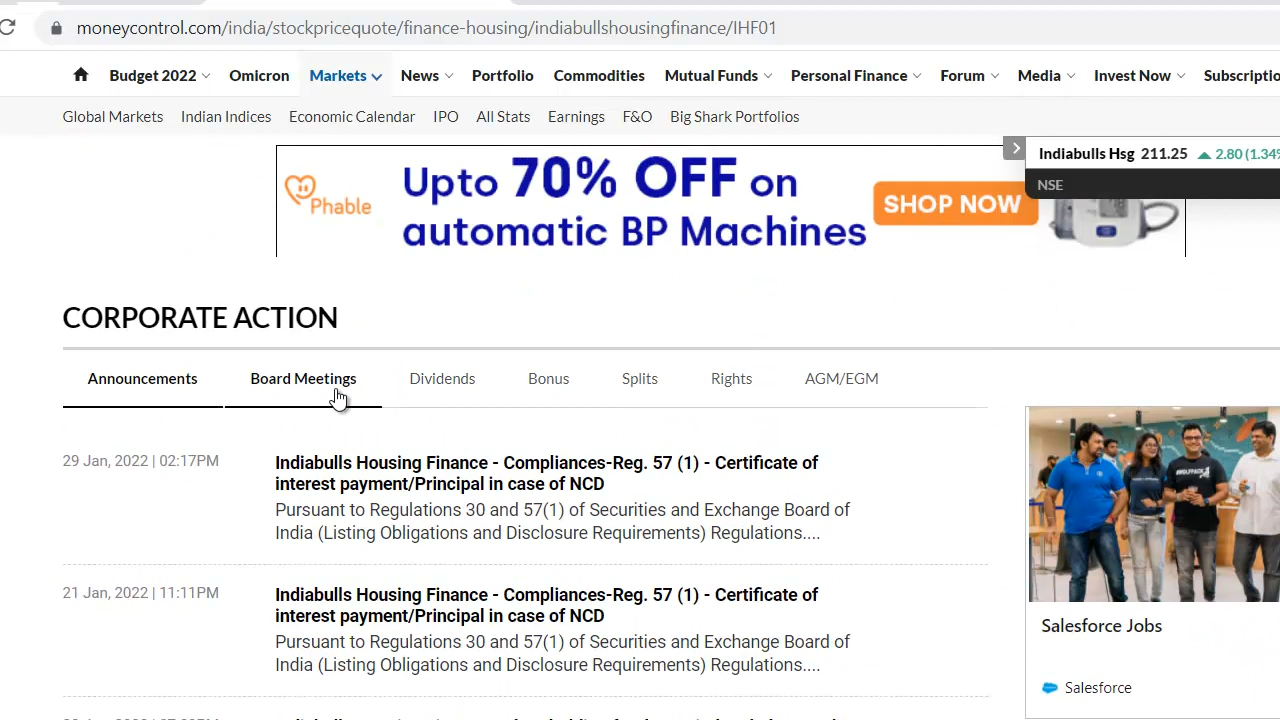 moneycontrol.com/india/stockpricequote/finance-housing/indiabullshousingfinance/IHF01
Budget 2022 Omicron Markets News Portfolio Commodities Mutual Funds Personal Finance Forum Media Invest Now Subscriptio
Global Markets Indian Indices Economic Calendar IPO All Stats Earnings F&O Big Shark Portfolios
Indiabulls Hsg 211.25 2.80 (1.34%
NSE
Phable
Upto 70% OFF on
automatic BP Machines
SHOP NOW
CORPORATE ACTION
Announcements Board Meetings Dividends Bonus Splits Rights AGM/EGM
29 Jan, 2022 | 02:17PM
Indiabulls Housing Finance - Compliances-Reg. 57 (1) - Certificate of
interest payment/Principal in case of NCD
Pursuant to Regulations 30 and 57(1) of Securities and Exchange Board of
India (Listing Obligations and Disclosure Requirements) Regulations....
21 Jan, 2022 | 11:11PM
Indiabulls Housing Finance - Compliances-Reg. 57 (1) - Certificate of
interest payment/Principal in case of NCD
Pursuant to Regulations 30 and 57(1) of Securities and Exchange Board of
India (Listing Obligations and Disclosure Requirements) Regulations....
Salesforce Jobs
Salesforce